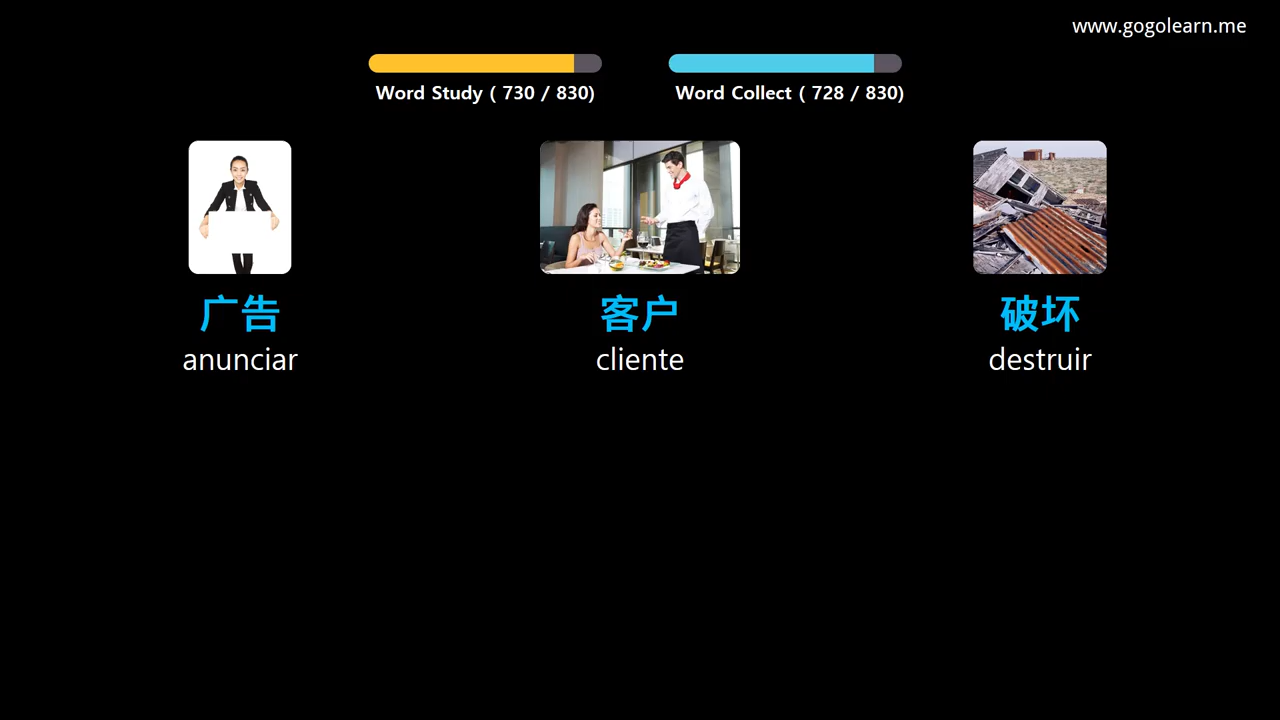 www.gogolearn.me
Word Study ( 730 / 830)
Word Collect ( 728 / 830)
广告
客户
破坏
anunciar
cliente
destruir